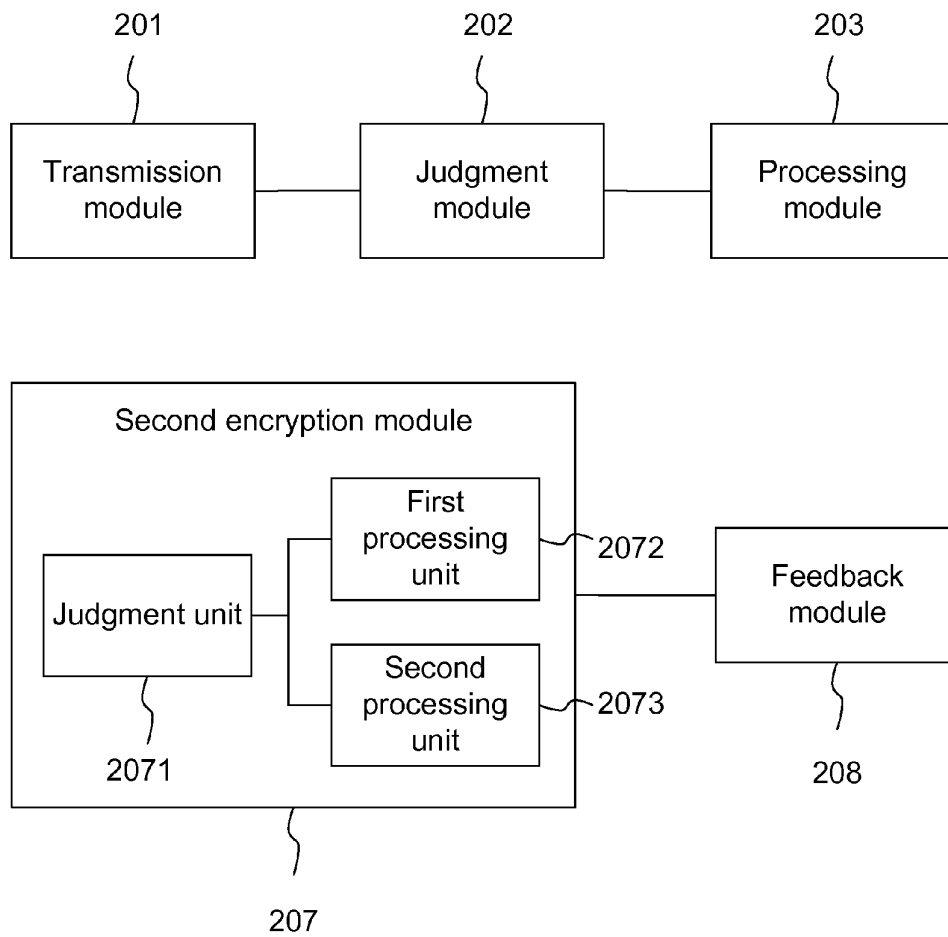 201
202
203
Transmission
module
Judgment
module
Processing
module
Second encryption module
First
processing
unit
2072
Judgment unit
Second
processing
unit
2073
2071
207
Feedback
module
208